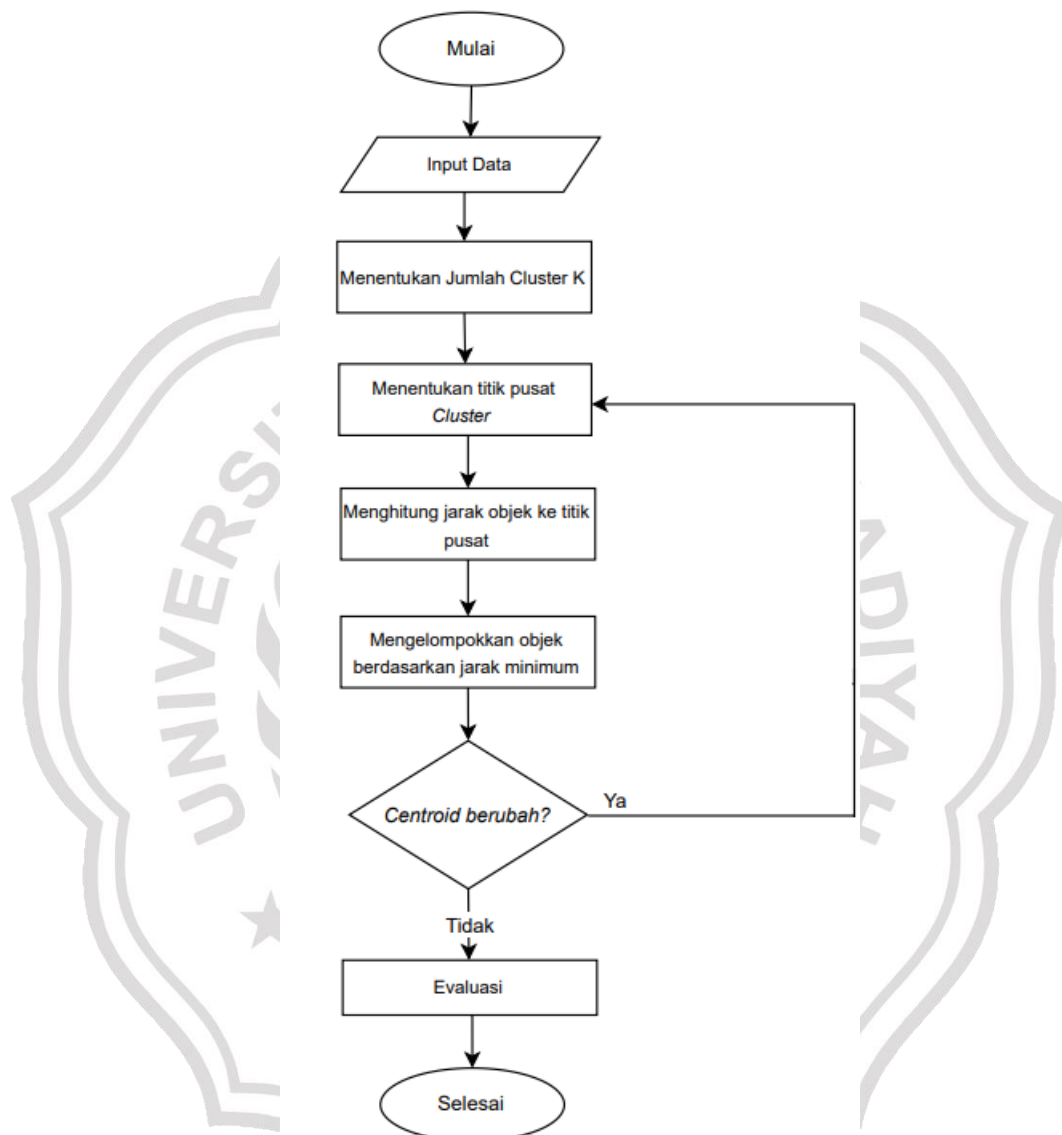 Mulai
Input Data
Menentukan Jumlah Cluster K
Menentukan titik pusat
Cluster
Menghitung jarak objek ke titik
pusat
Mengelompokkan objek
berdasarkan jarak minimum
Centroid berubah?
Ya
Tidak
Evaluasi
Selesai